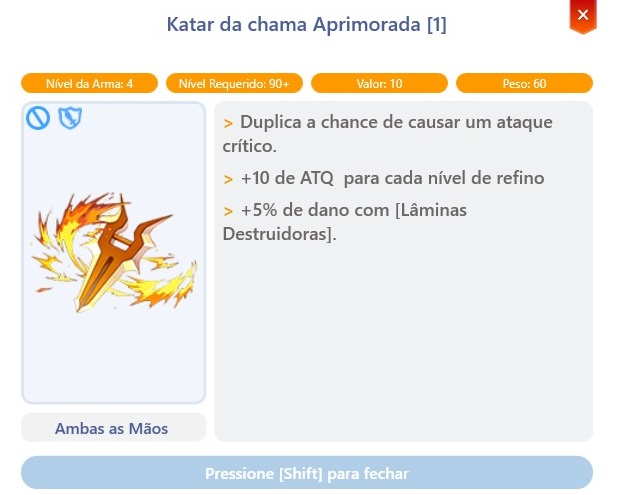 Katar da chama Aprimorada [1]
Nível da Arma: 4
Nível Requerido: 90+
Valor: 10
Peso: 60
> Duplica a chance de causar um ataque
crítico.
> +10 de ATQ para cada nível de refino
> +5% de dano com [Lâminas
Destruidoras].
Ambas as Mãos
Pressione [Shift] para fechar